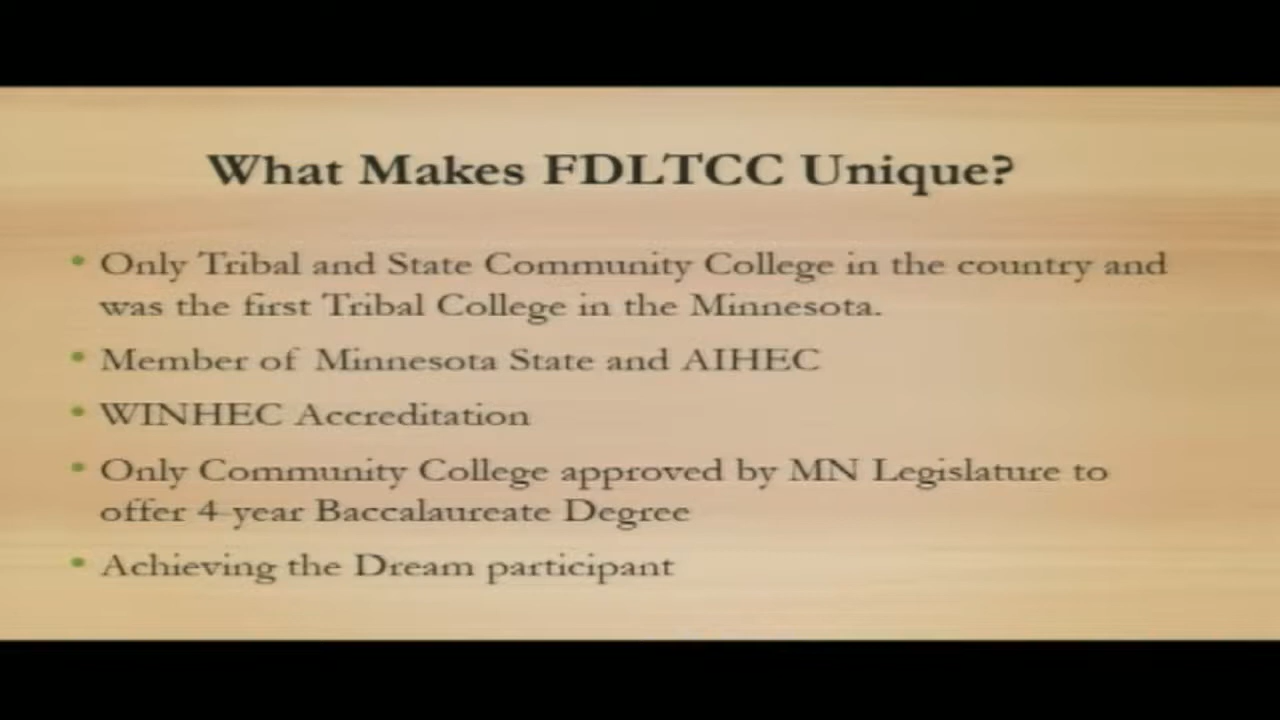 What Makes FDLTCC Unique?
• Only Tribal and State Community College in the country and
was the first Tribal College in the Minnesota.
• Member of Minnesota State and AIHEC
• WINHEC Accreditation
• Only Community College approved by MN Legislature to
offer 4-year Baccalaureate Degree
• Achieving the Dream participant